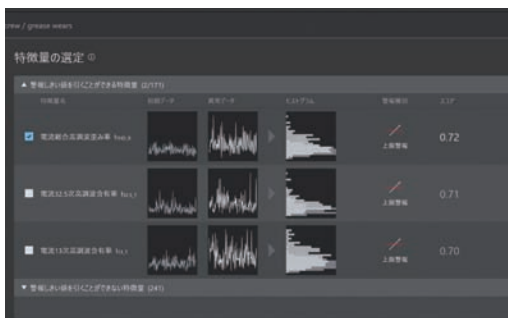 crew / grease wears
特徴量の選定
▲ 警報しきい値を引くことができる特徴量 (2/171)
特徴量名 初期データ 異常データ ヒストグラム 警報種別 スコア
電流総合高調波歪み率
上限警報
0.72
電流32.5次高調波含有率
上限警報
0.71
電流13次高調波含有率
上限警報
0.70
▼ 警報しきい値を引くことができない特徴量 (241)